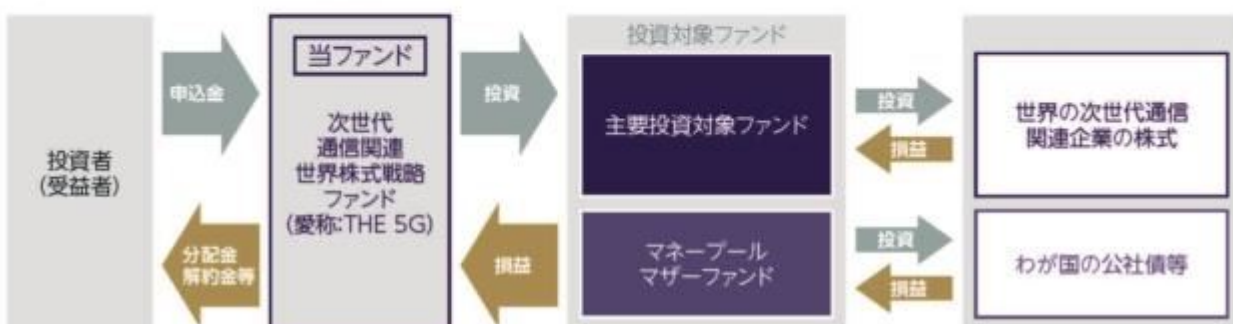 投資者
(受益者)
申込金
分配金
解約金等
当ファンド
次世代
通信関連
世界株式戦略
ファンド
(愛称:THE 5G)
投資
損益
投資対象ファンド
主要投資対象ファンド
マネープール
マザーファンド
投資
損益
投資
損益
世界の次世代通信
関連企業の株式
わが国の公社債等